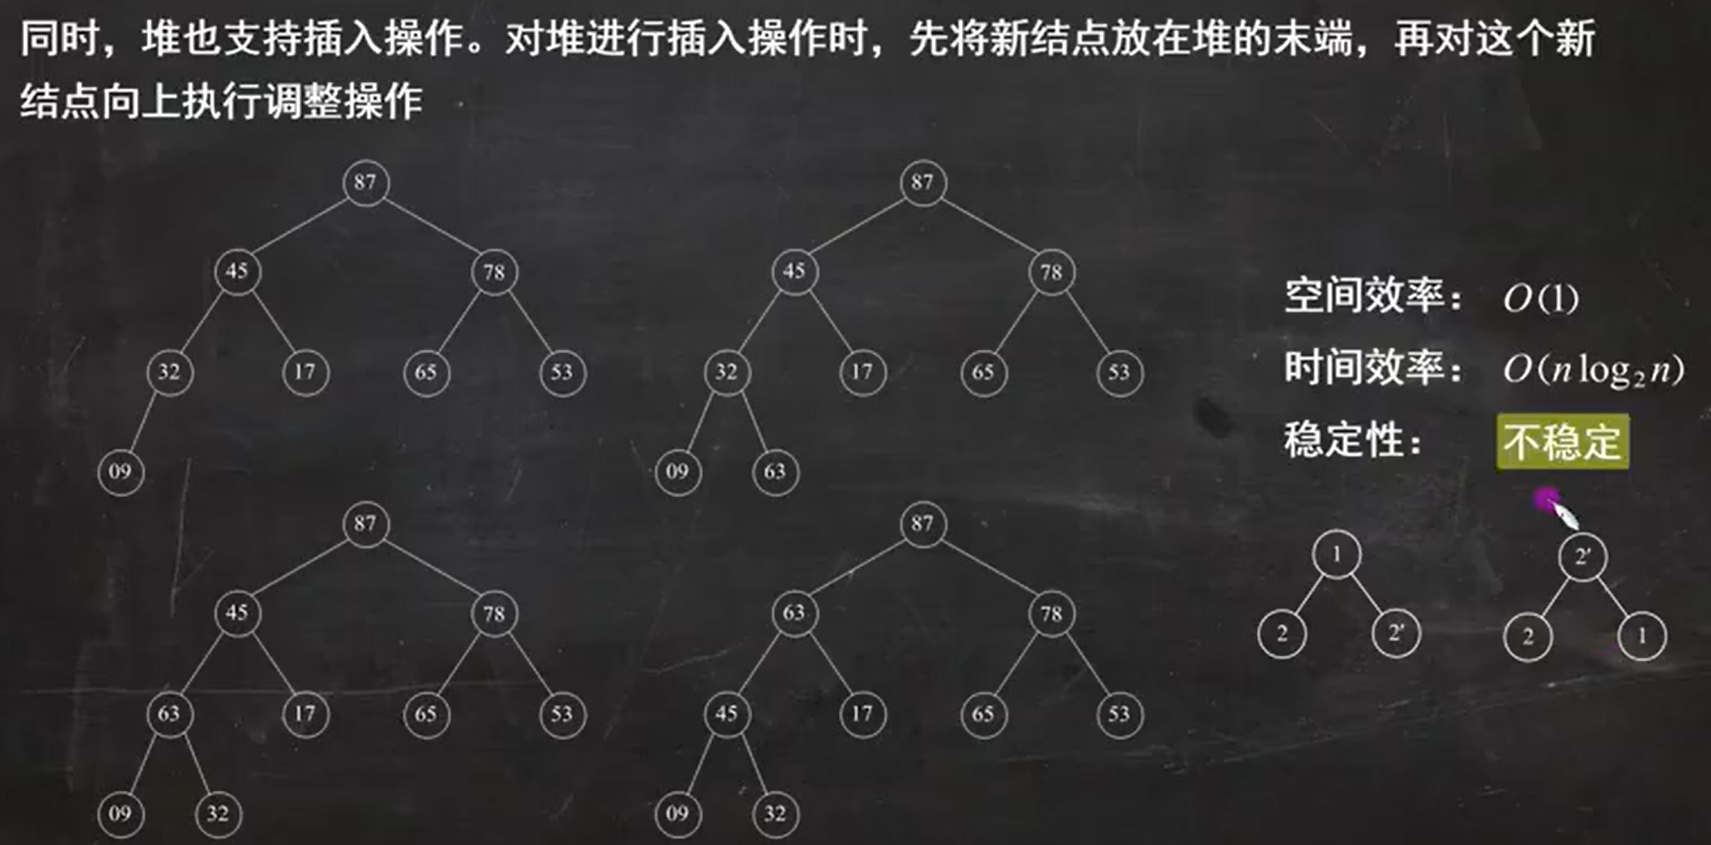 同时，堆也支持插入操作。对堆进行插入操作时，先将新结点放在堆的末端，再对这个新
结点向上执行调整操作
87
45 78
32 17 65 53
09
87
45 78
32 17 65 53
09 63
87
45 78
63 17 65 53
09 32
87
63 78
45 17 65 53
09 32
空间效率： O(1)
时间效率： O(n log₂ n)
稳定性： 不稳定
1
2 2′
2′
2 1